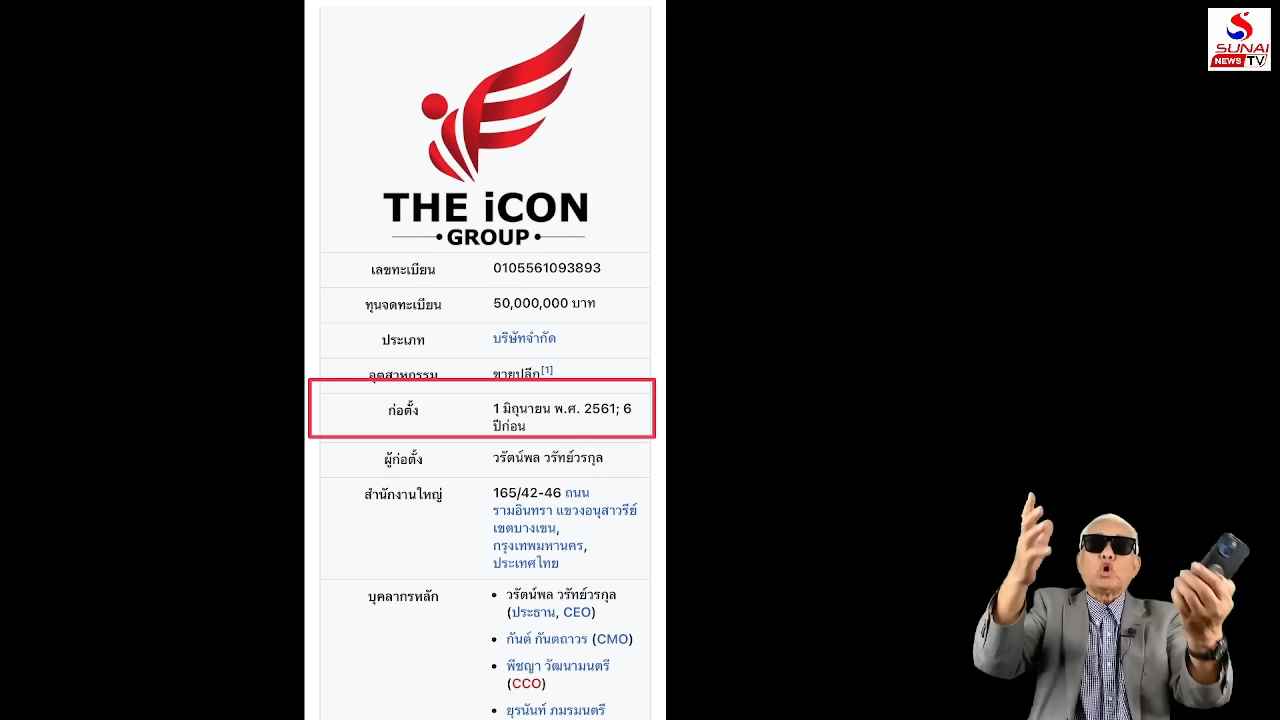 SUNAI
NEWS TV
THE iCON
GROUP
เลขทะเบียน 0105561093893
ทุนจดทะเบียน 50,000,000 บาท
ประเภท บริษัทจำกัด
อุตสาหกรรม ขายปลีก[1]
ก่อตั้ง 1 มิถุนายน พ.ศ. 2561; 6
ปีก่อน
ผู้ก่อตั้ง วรัตน์พล วรัทย์วรกุล
สำนักงานใหญ่ 165/42-46 ถนน
รามอินทรา แขวงอนุสาวรีย์
เขตบางเขน,
กรุงเทพมหานคร,
ประเทศไทย
บุคลากรหลัก • วรัตน์พล วรัทย์วรกุล
(ประธาน, CEO)
• กันต์ กันตถาวร (CMO)
• พีชญา วัฒนามนตรี
(CCO)
• ยุรนันท์ ภมรมนตรี